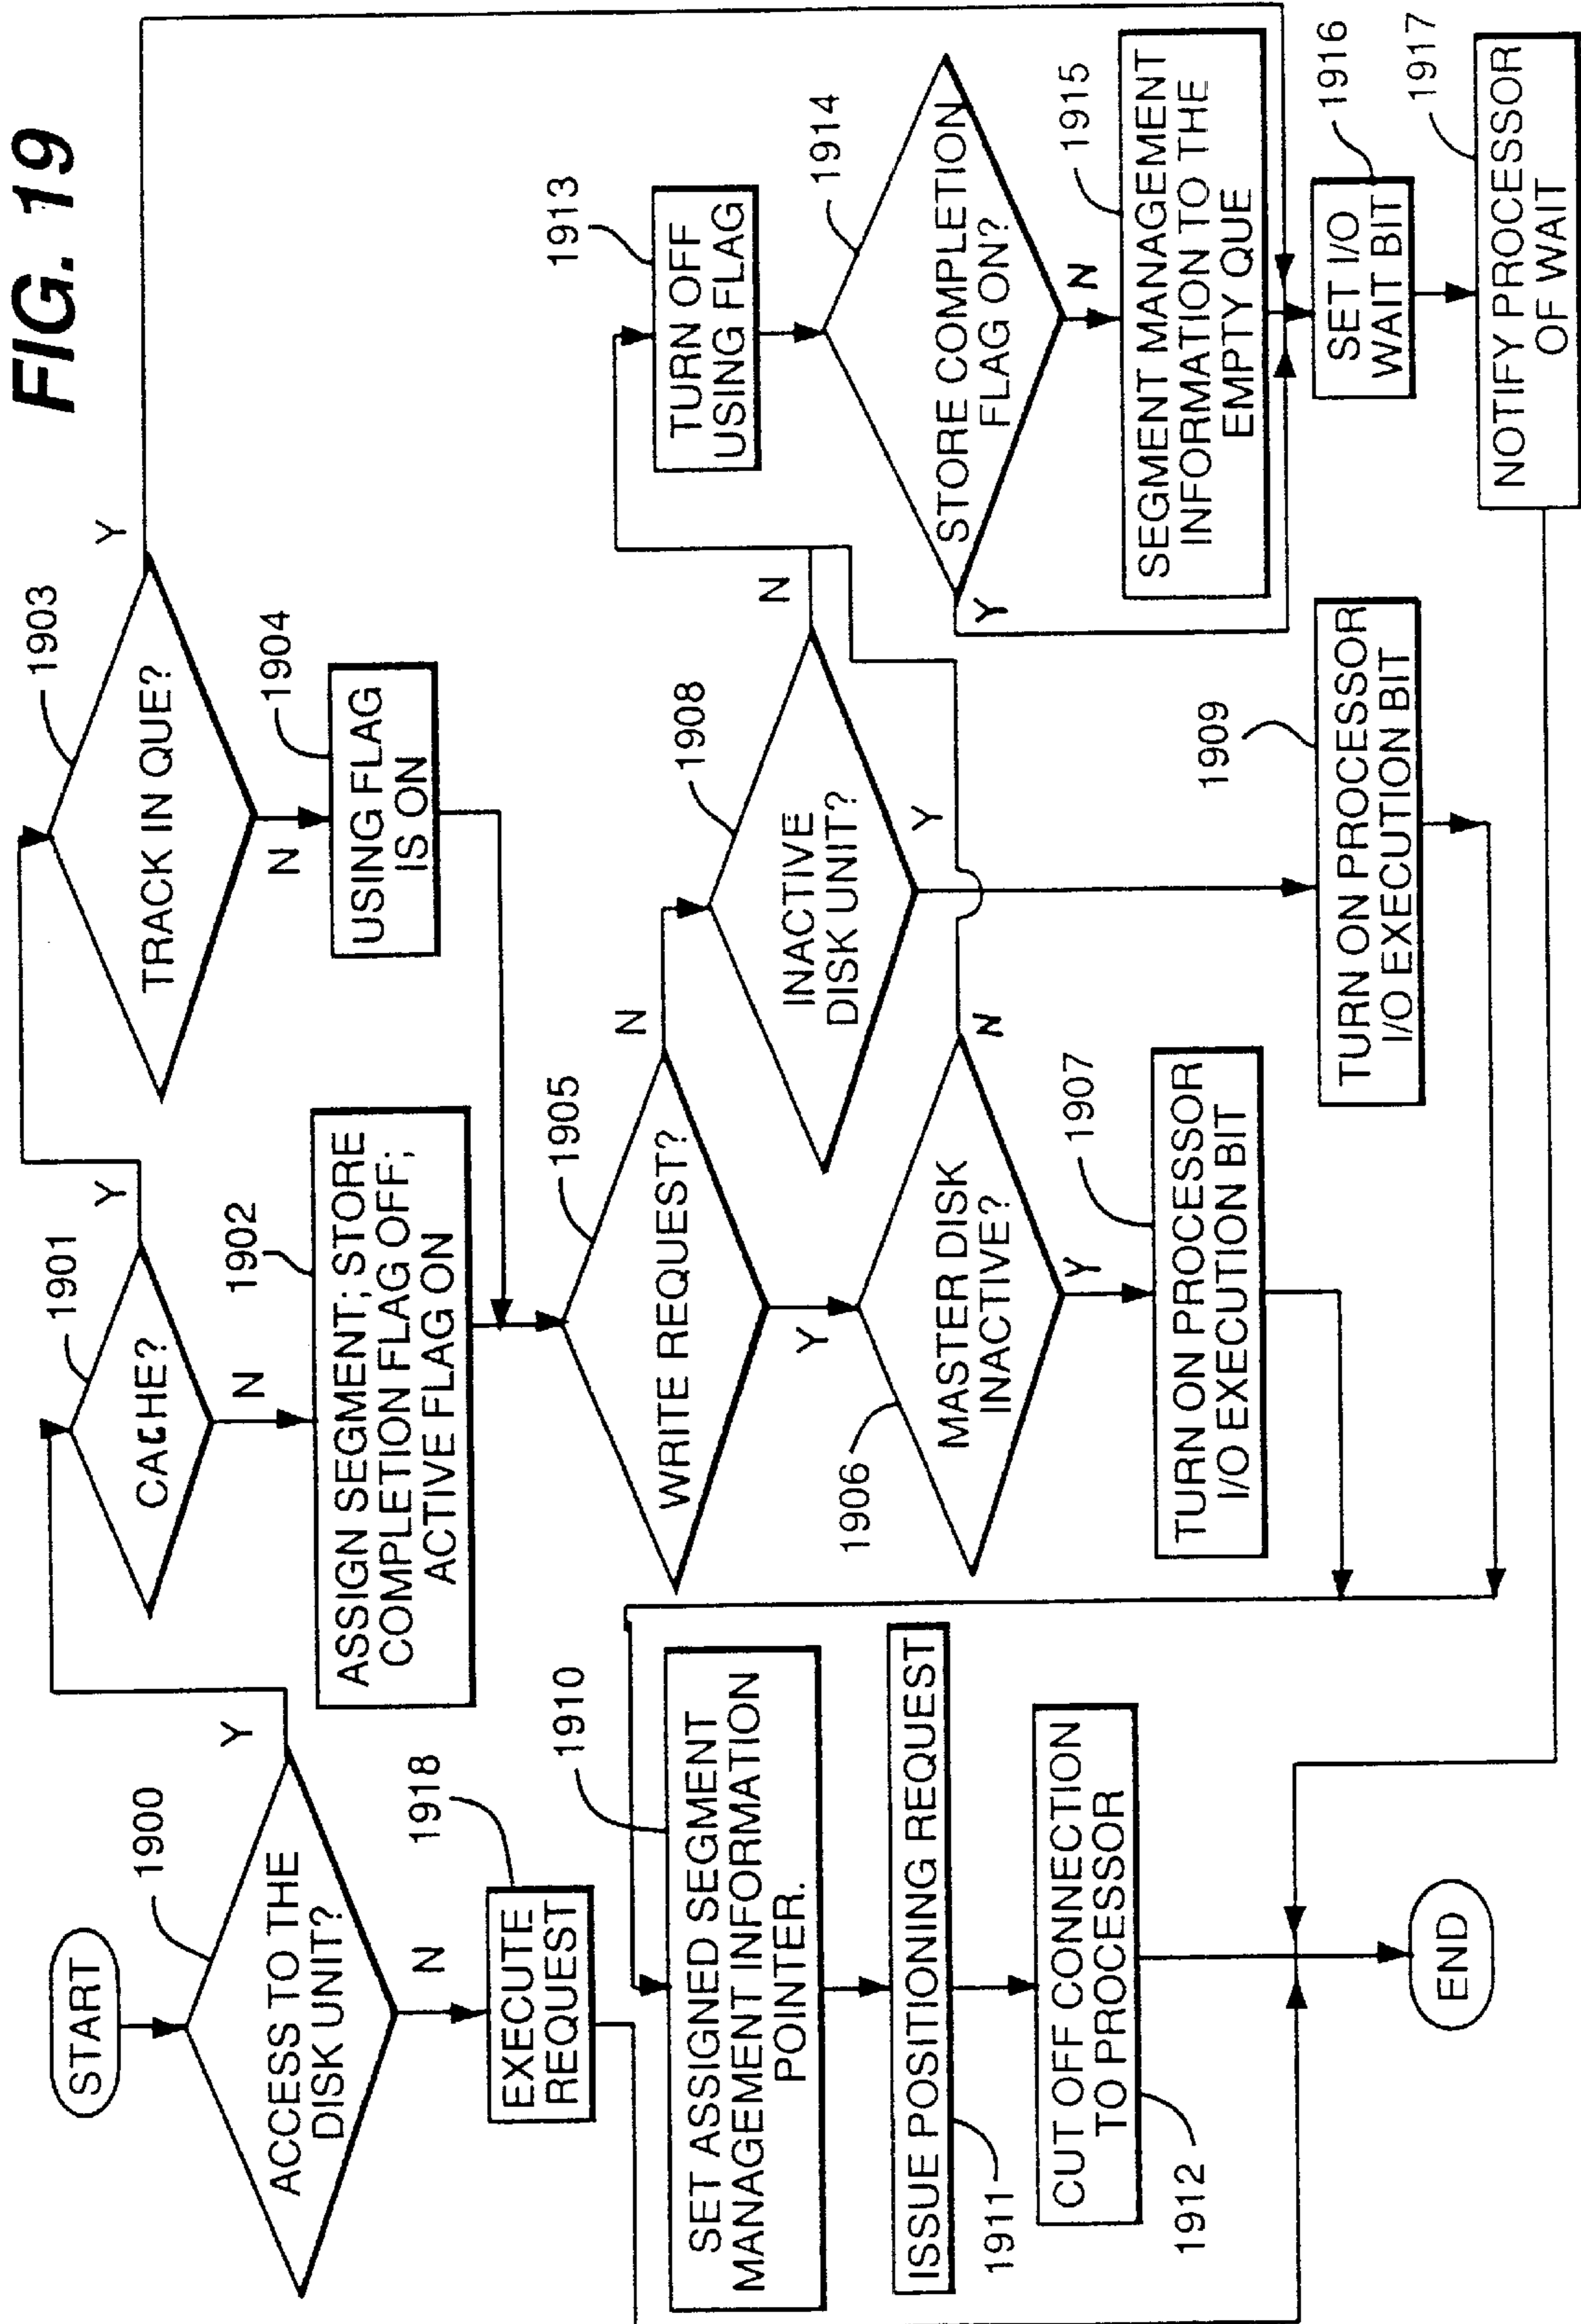 FIG. 19
START
1900
ACCESS TO THE
DISK UNIT?
Y
N
1918
EXECUTE
REQUEST
1901
CACHE?
Y
N
1902
ASSIGN SEGMENT; STORE
COMPLETION FLAG OFF;
ACTIVE FLAG ON
1903
TRACK IN QUE?
Y
N
1904
USING FLAG
IS ON
1905
WRITE REQUEST?
N
Y
1906
MASTER DISK
INACTIVE?
N
Y
1907
TURN ON PROCESSOR
I/O EXECUTION BIT
1908
INACTIVE
DISK UNIT?
N
Y
1909
TURN ON PROCESSOR
I/O EXECUTION BIT
1910
SET ASSIGNED SEGMENT
MANAGEMENT INFORMATION
POINTER.
ISSUE POSITIONING REQUEST
1911
CUT OFF CONNECTION
TO PROCESSOR
1912
1913
TURN OFF
USING FLAG
1914
STORE COMPLETION
FLAG ON?
Y
N
1915
SEGMENT MANAGEMENT
INFORMATION TO THE
EMPTY QUE
1916
SET I/O
WAIT BIT
1917
NOTIFY PROCESSOR
OF WAIT
END